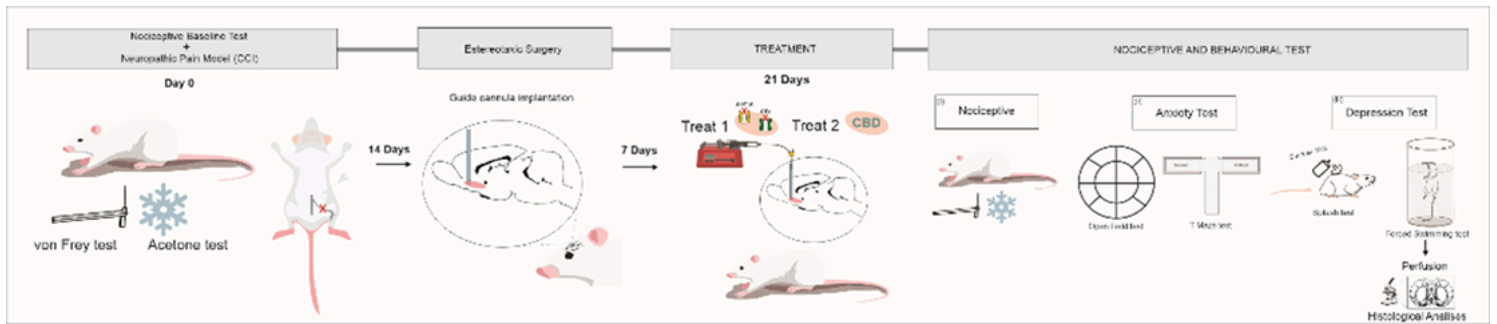 Nociceptive Baseline Test
+
Neuropathic Pain Model (CCI)
Day 0
von Frey test
Acetone test
14 Days
Estereotaxic Surgery
Guide cannula implantation
7 Days
TREATMENT
21 Days
Treat 1
Treat 2
CBD
NOCICEPTIVE AND BEHAVIOURAL TEST
Nociceptive
Anxiety Test
Depression Test
Open Field test
T Maze test
Splash test
Forced Swimming test
Perfusion
Histological Analises